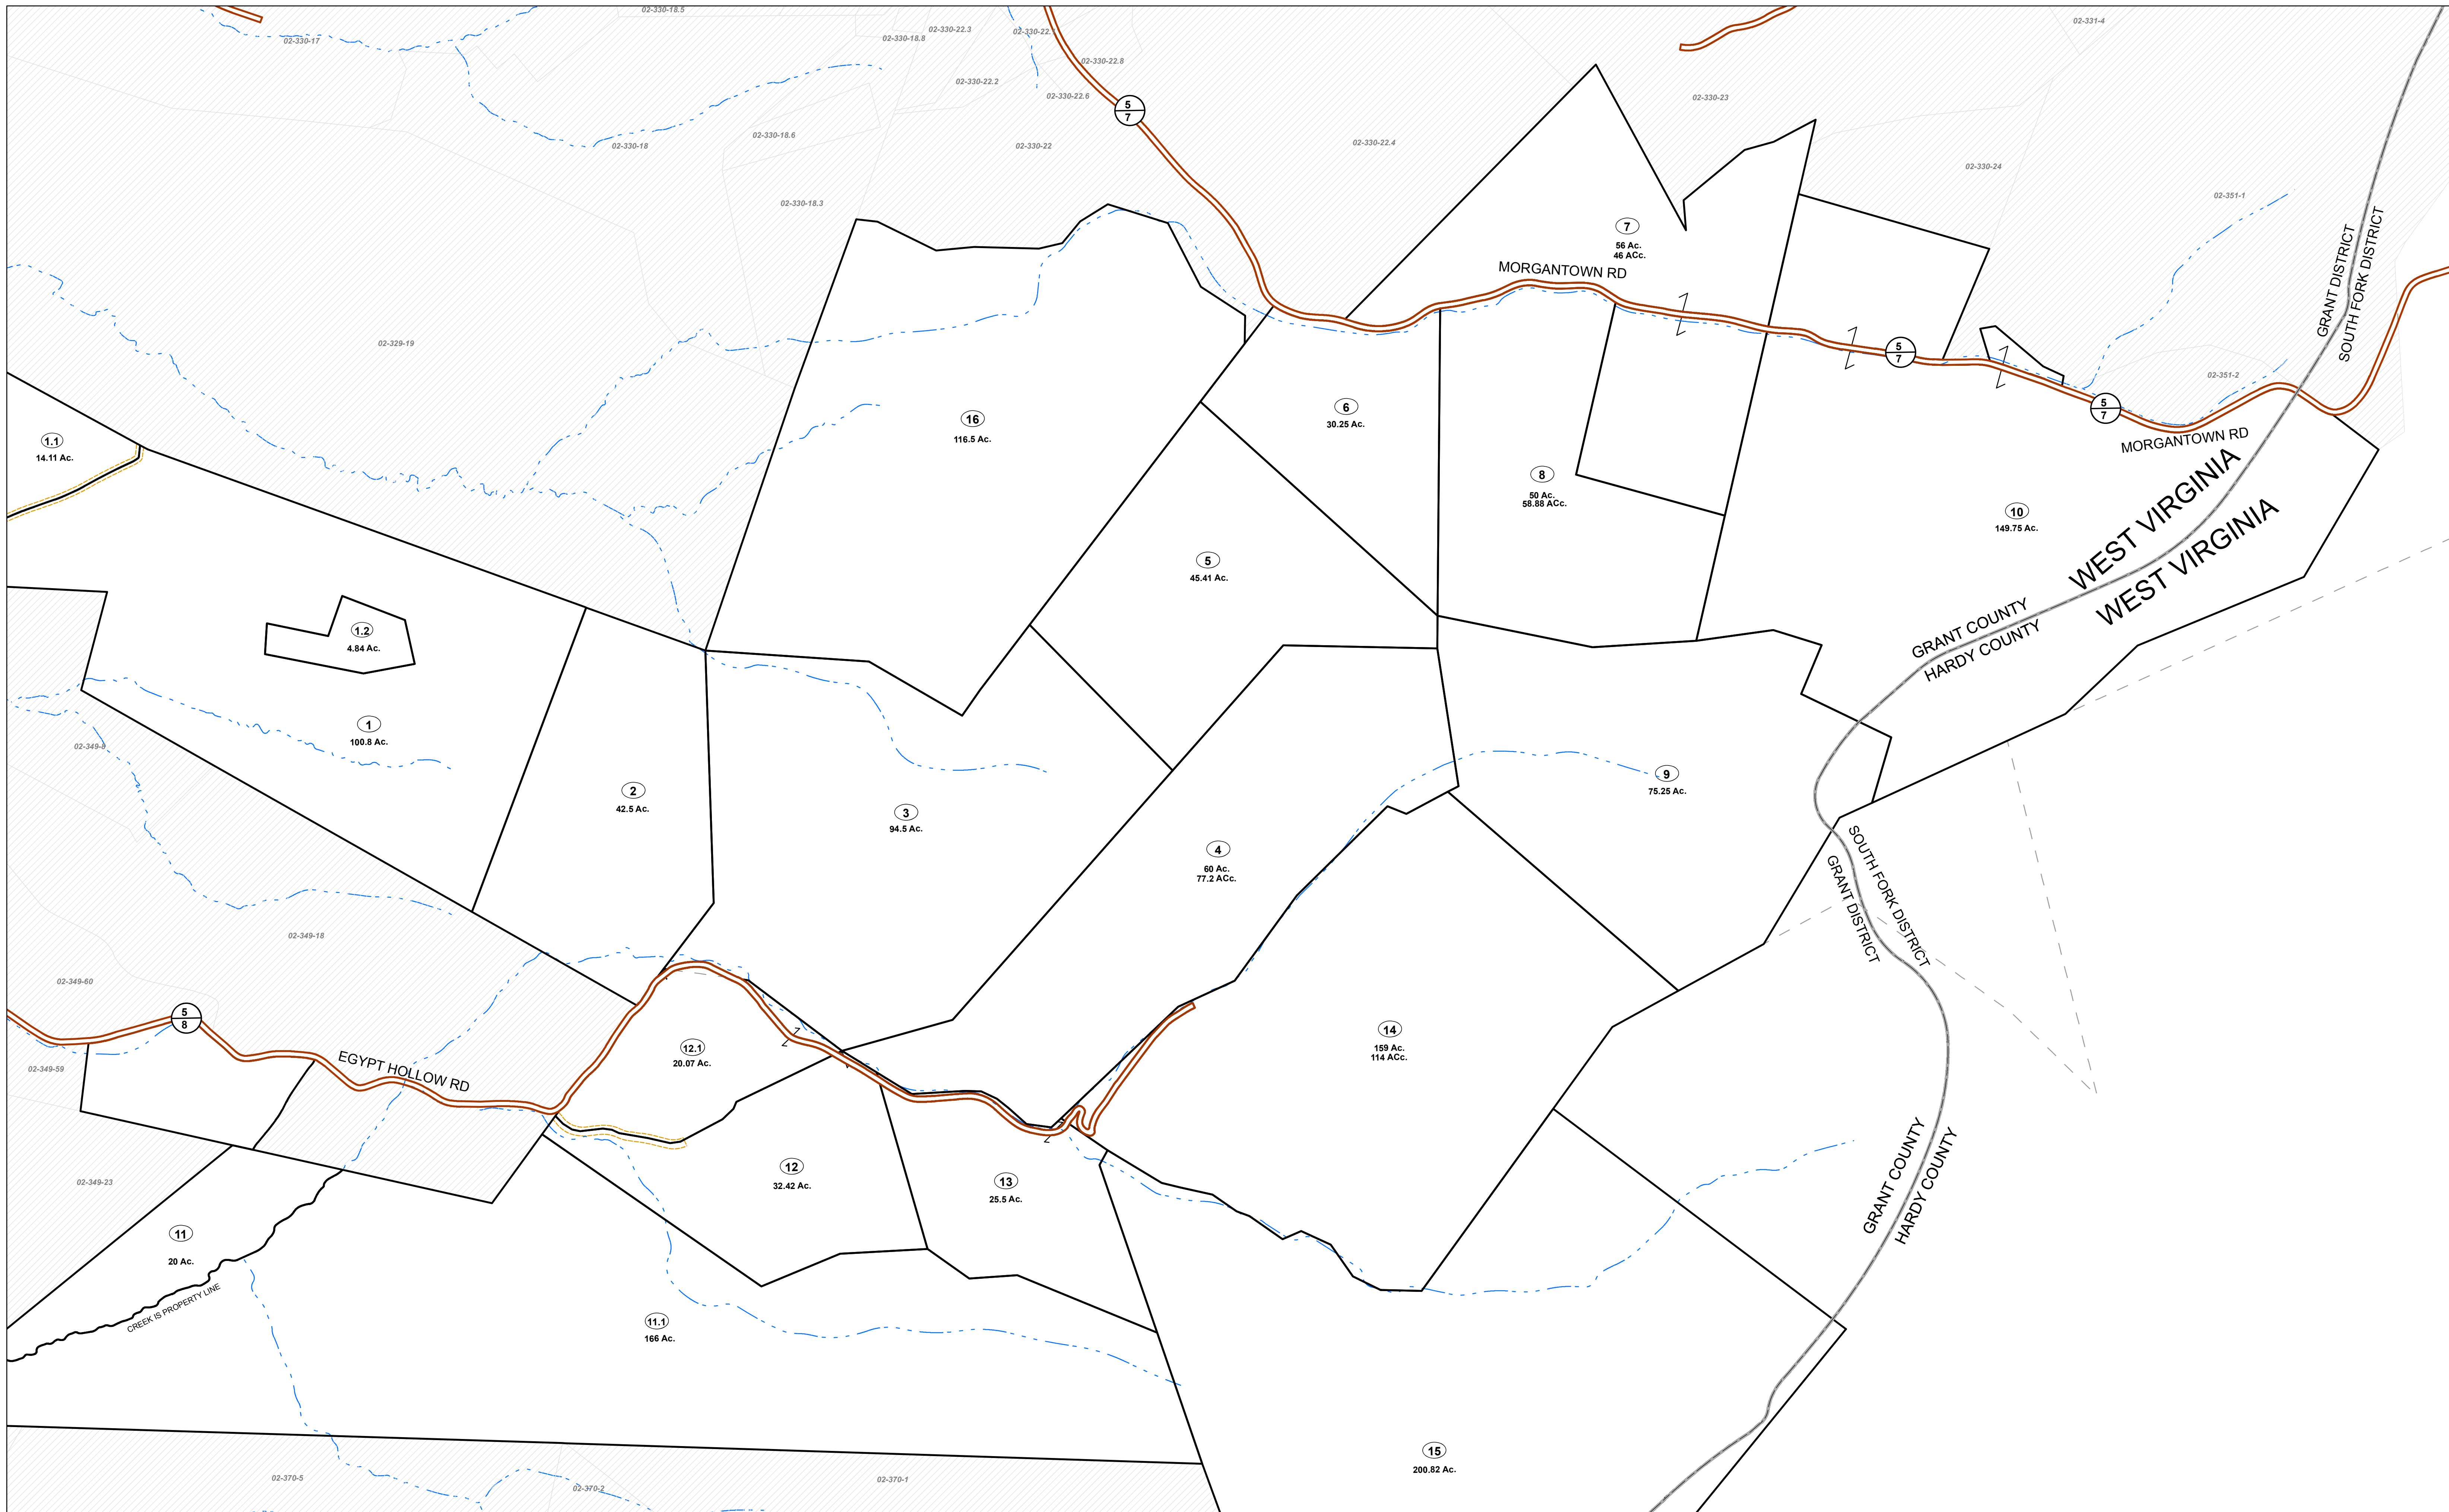 02-330-18.5
02-331-4
02-330-22.3
02-330-18.8
02-330-17
02-330-22.8
02-330-22.2
02-330-22.6
02-330-23
5
7
02-330-18.6
02-330-18
02-330-22
02-330-22.4
02-330-24
02-330-18.3
02-351-1
7
56 Ac.
46 ACc.
GRANT DISTRICT
SOUTH FORK DISTRICT
MORGANTOWN RD
02-329-19
5
7
02-351-2
5
7
MORGANTOWN RD
16
116.5 Ac.
6
30.25 Ac.
1.1
14.11 Ac.
8
50 Ac.
58.88 ACc.
10
149.75 Ac.
WEST VIRGINIA
WEST VIRGINIA
5
45.41 Ac.
GRANT COUNTY
HARDY COUNTY
1.2
4.84 Ac.
1
100.8 Ac.
02-349-8
2
42.5 Ac.
3
94.5 Ac.
9
75.25 Ac.
4
60 Ac.
77.2 ACc.
SOUTH FORK DISTRICT
GRANT DISTRICT
02-349-18
02-349-60
5
8
EGYPT HOLLOW RD
12.1
20.07 Ac.
14
159 Ac.
114 ACc.
02-349-59
02-349-23
12
32.42 Ac.
13
25.5 Ac.
GRANT COUNTY
HARDY COUNTY
11
20 Ac.
CREEK IS PROPERTY LINE
11.1
166 Ac.
15
200.82 Ac.
02-370-5
02-370-2
02-370-1